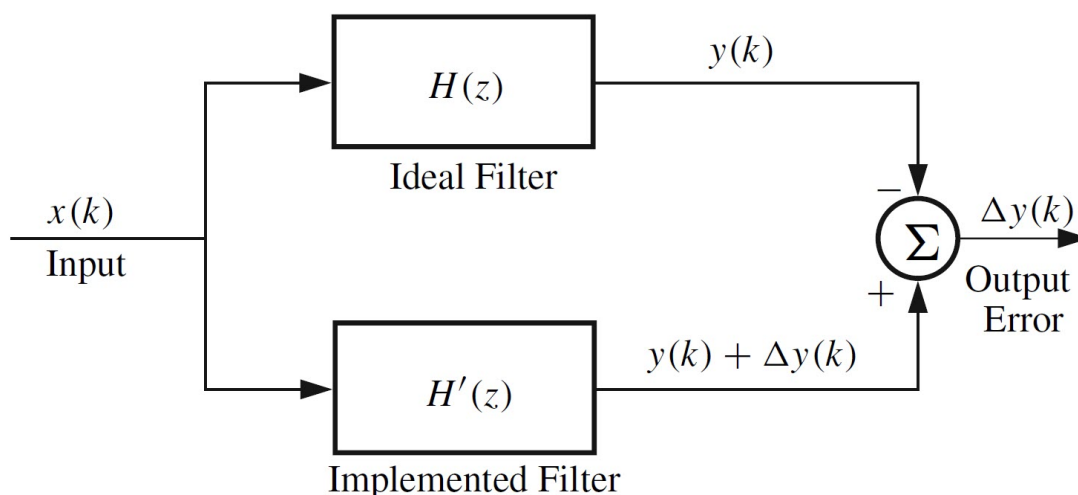 H(z)
y(k)
Ideal Filter
x(k)
Input
−
Σ
+
Δy(k)
Output
Error
y(k) + Δy(k)
H′(z)
Implemented Filter